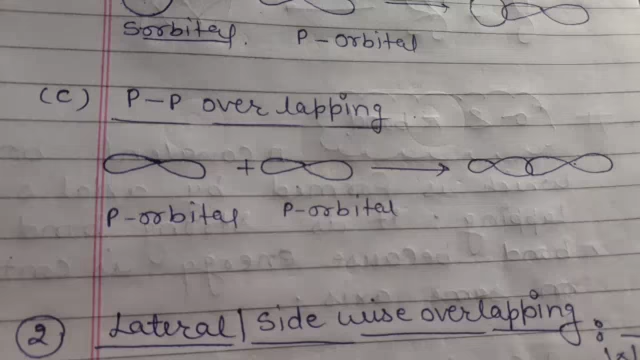 Sorbital. P-orbital
(C) P-P over lapping
+
P-orbital P-orbital
② Lateral/ Side wise overlapping :